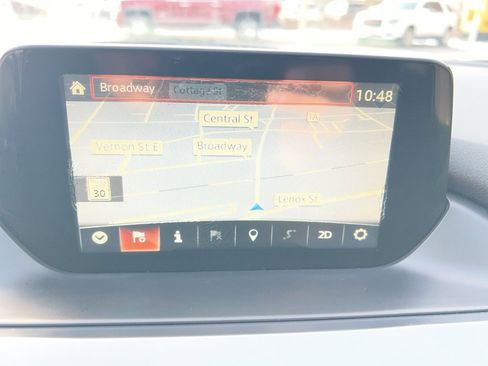 Broadway Cottage St 10:48
Central St
Vernon St E Broadway
30
Lenox St
i 2D